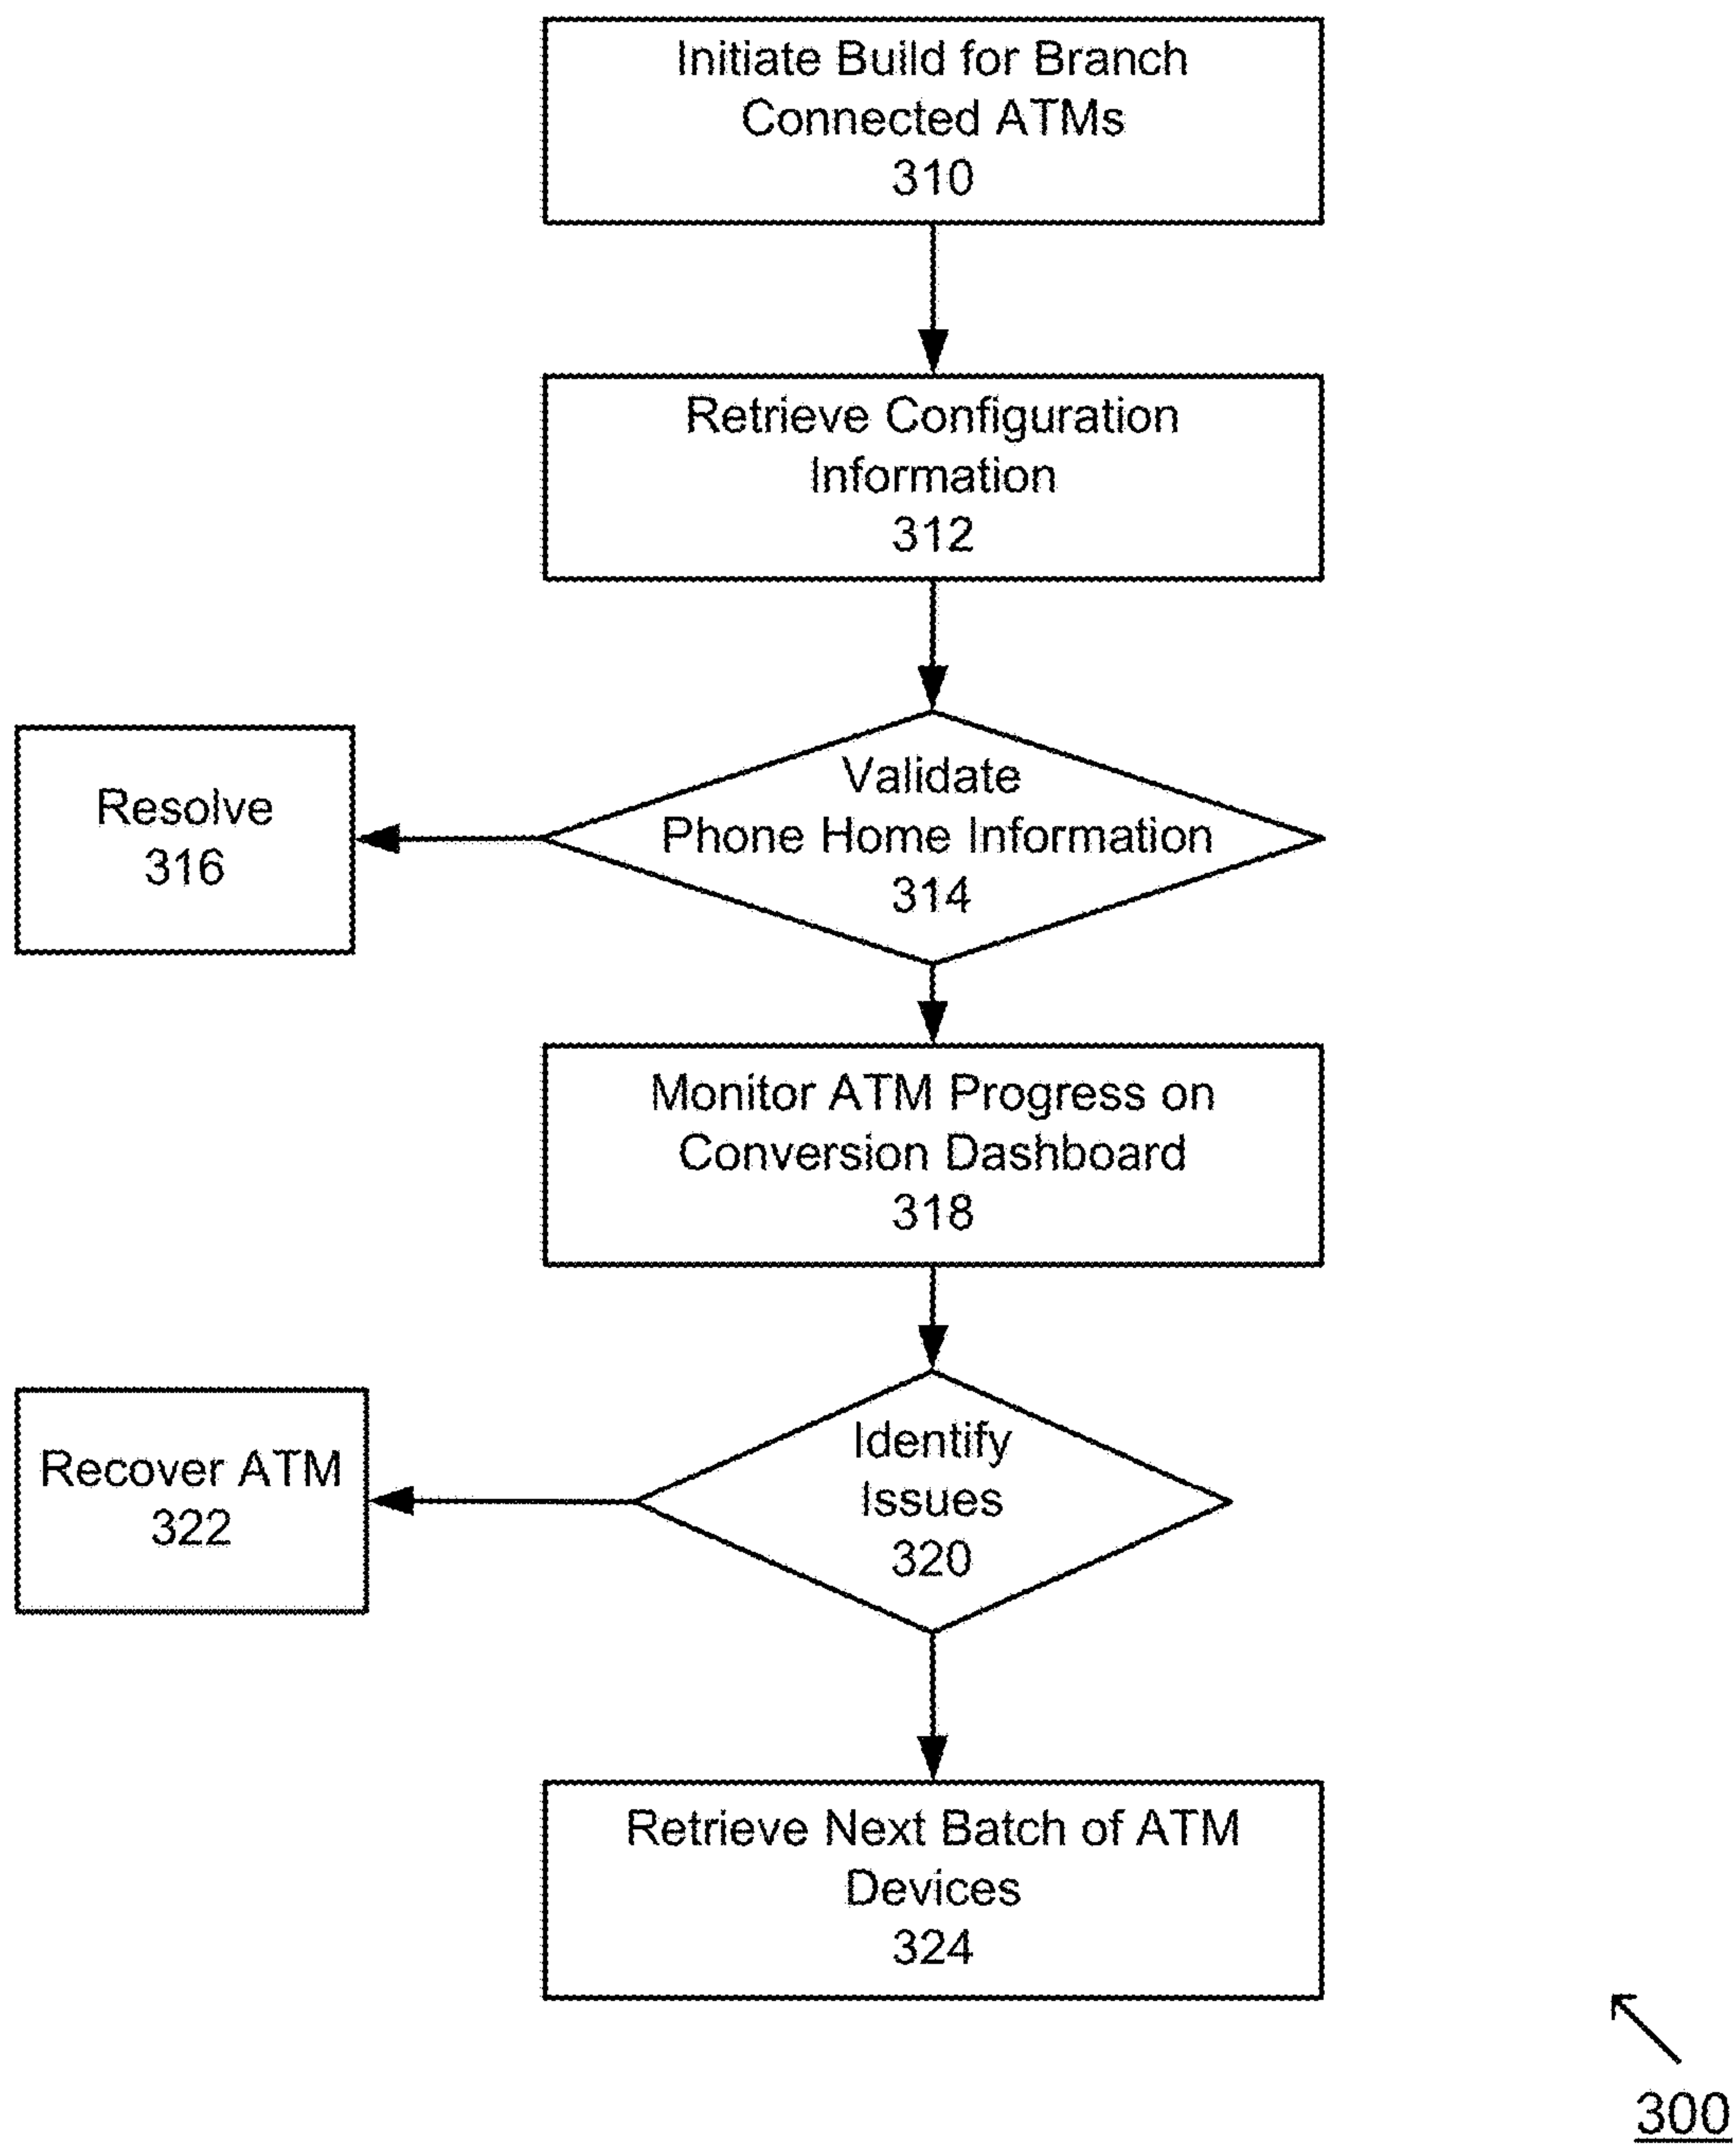 Initiate Build for Branch
Connected ATMs
310
Retrieve Configuration
Information
312
Validate
Phone Home Information
314
Resolve
316
Monitor ATM Progress on
Conversion Dashboard
318
Identify
Issues
320
Recover ATM
322
Retrieve Next Batch of ATM
Devices
324
300